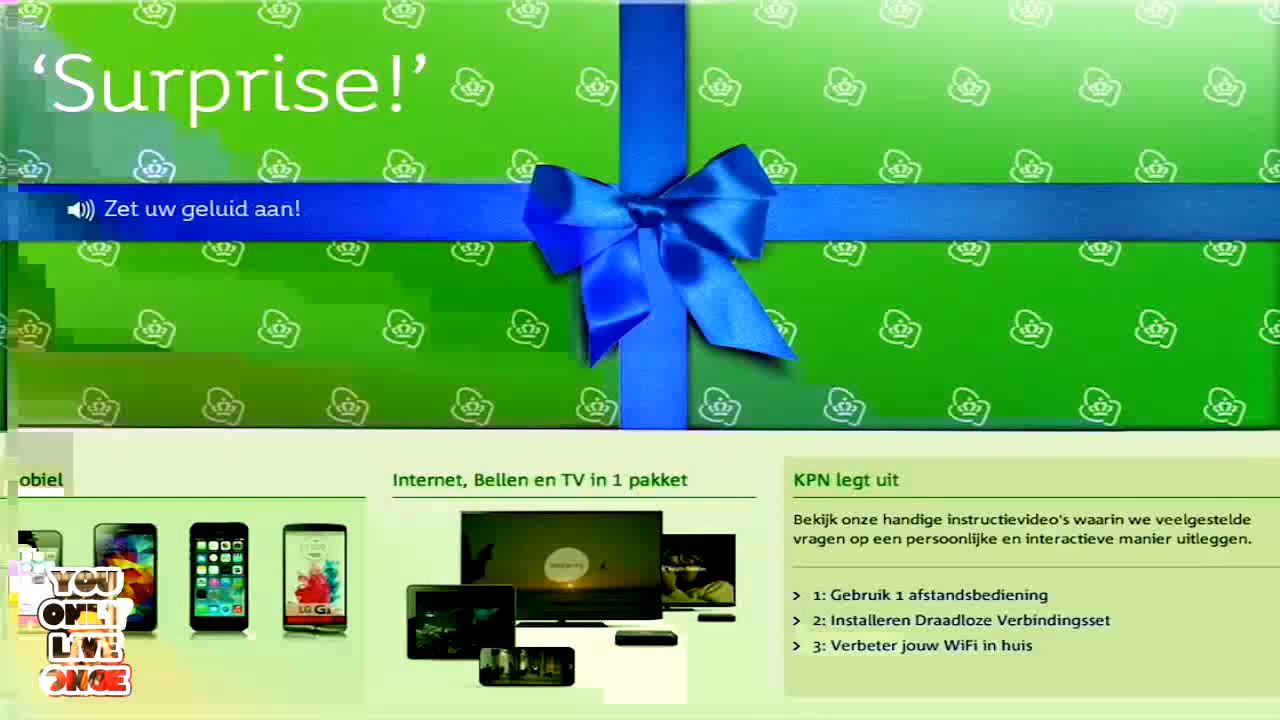 ‘Surprise!’
Zet uw geluid aan!
obiel
Internet, Bellen en TV in 1 pakket
KPN legt uit
Bekijk onze handige instructievideo's waarin we veelgestelde
vragen op een persoonlijke en interactieve manier uitleggen.
> 1: Gebruik 1 afstandsbediening
> 2: Installeren Draadloze Verbindingsset
> 3: Verbeter jouw WiFi in huis
LG G3
YOU
ONLY
LIVE
ONCE